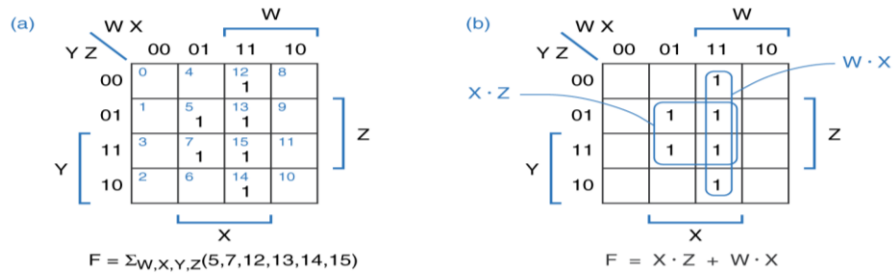 (a) W X W
Y Z 00 01 11 10
00 0 4 12 8
1
01 1 5 13 9
1 1
Z
11 3 7 15 11
1 1
Y
10 2 6 14 10
1
X
F = Σ_{W,X,Y,Z}(5,7,12,13,14,15)
(b) W X W
Y Z 00 01 11 10
00 1
W · X
X · Z
01 1 1
Z
11 1 1
Y
10 1
X
F = X · Z + W · X